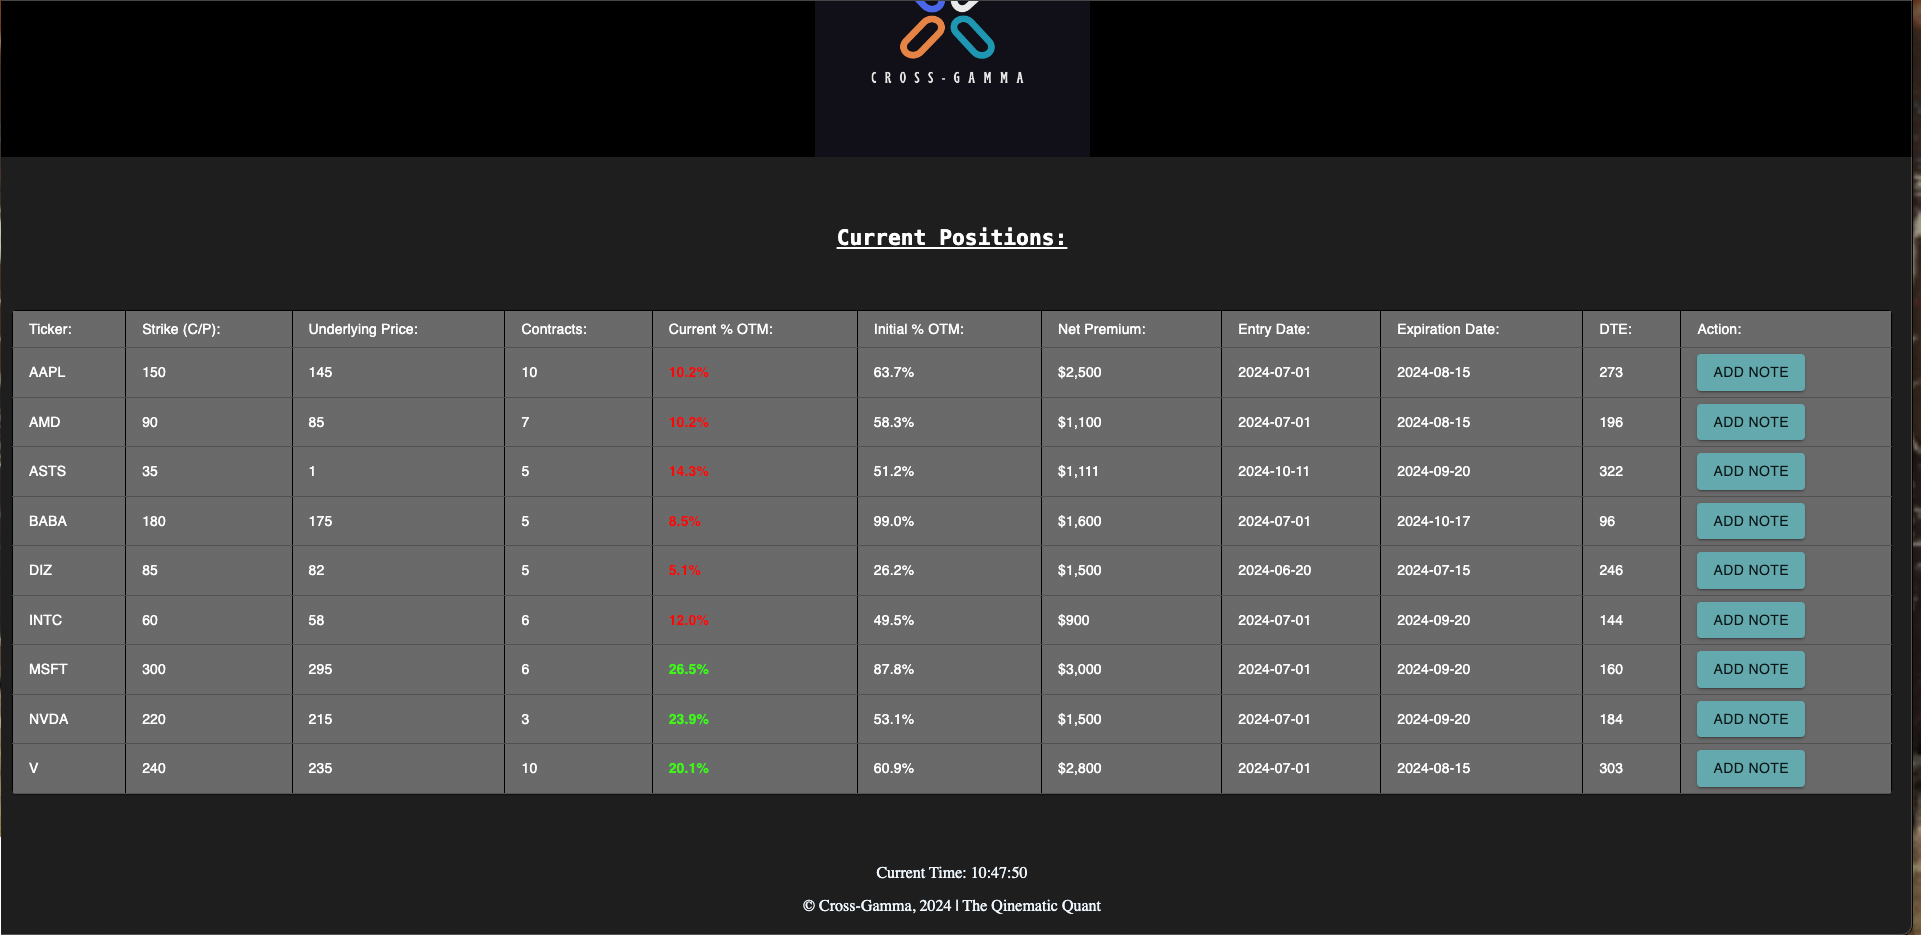 CROSS-GAMMA
Current Positions:
Ticker: Strike (C/P): Underlying Price: Contracts: Current % OTM: Initial % OTM: Net Premium: Entry Date: Expiration Date: DTE: Action:
AAPL 150 145 10 10.2% 63.7% $2,500 2024-07-01 2024-08-15 273 ADD NOTE
AMD 90 85 7 10.2% 58.3% $1,100 2024-07-01 2024-08-15 196 ADD NOTE
ASTS 35 1 5 14.3% 51.2% $1,111 2024-10-11 2024-09-20 322 ADD NOTE
BABA 180 175 5 8.5% 99.0% $1,600 2024-07-01 2024-10-17 96 ADD NOTE
DIZ 85 82 5 5.1% 26.2% $1,500 2024-06-20 2024-07-15 246 ADD NOTE
INTC 60 58 6 12.0% 49.5% $900 2024-07-01 2024-09-20 144 ADD NOTE
MSFT 300 295 6 26.5% 87.8% $3,000 2024-07-01 2024-09-20 160 ADD NOTE
NVDA 220 215 3 23.9% 53.1% $1,500 2024-07-01 2024-09-20 184 ADD NOTE
V 240 235 10 20.1% 60.9% $2,800 2024-07-01 2024-08-15 303 ADD NOTE
Current Time: 10:47:50
© Cross-Gamma, 2024 | The Qinematic Quant